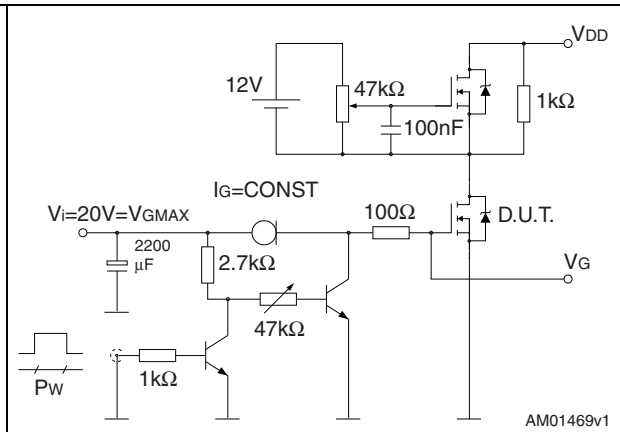 VDD
12V
47kΩ
1kΩ
100nF
IG=CONST
Vi=20V=VGMAX
100Ω
D.U.T.
2200
μF
2.7kΩ
VG
47kΩ
1kΩ
PW
AM01469v1